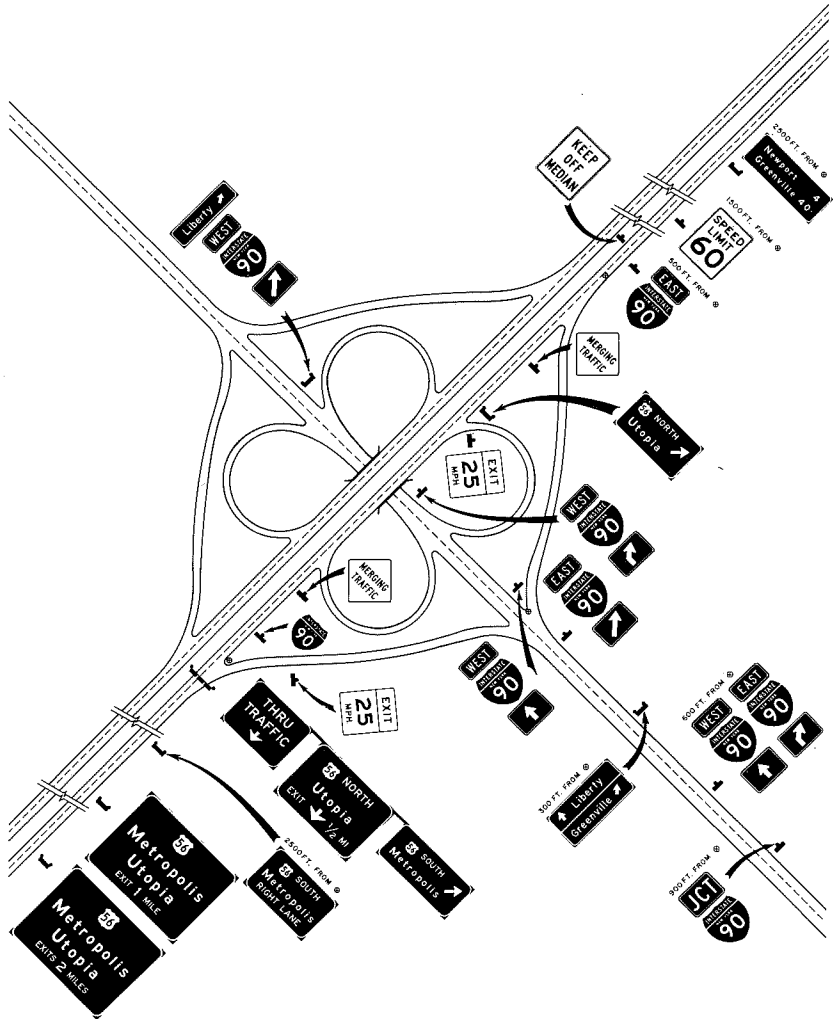 2500 FT. FROM
Newport 4
Greenville 40
KEEP
OFF
MEDIAN
1500 FT. FROM
SPEED
LIMIT
60
500 FT. FROM
EAST
INTERSTATE
90
Liberty
WEST
INTERSTATE
90
MERGING
TRAFFIC
56 NORTH
Utopia
EXIT
25
MPH
WEST
INTERSTATE
90
EAST
INTERSTATE
90
MERGING
TRAFFIC
90
WEST
INTERSTATE
90
EXIT
25
MPH
THRU
TRAFFIC
56 NORTH
Utopia
EXIT 1/2 MI
56 SOUTH
Metropolis
600 FT. FROM
EAST
INTERSTATE
90
WEST
INTERSTATE
90
300 FT. FROM
Liberty
Greenville
900 FT. FROM
JCT
INTERSTATE
90
2500 FT. FROM
56 SOUTH
Metropolis
RIGHT LANE
56
Metropolis
Utopia
EXIT 1 MILE
56
Metropolis
Utopia
EXITS 2 MILES